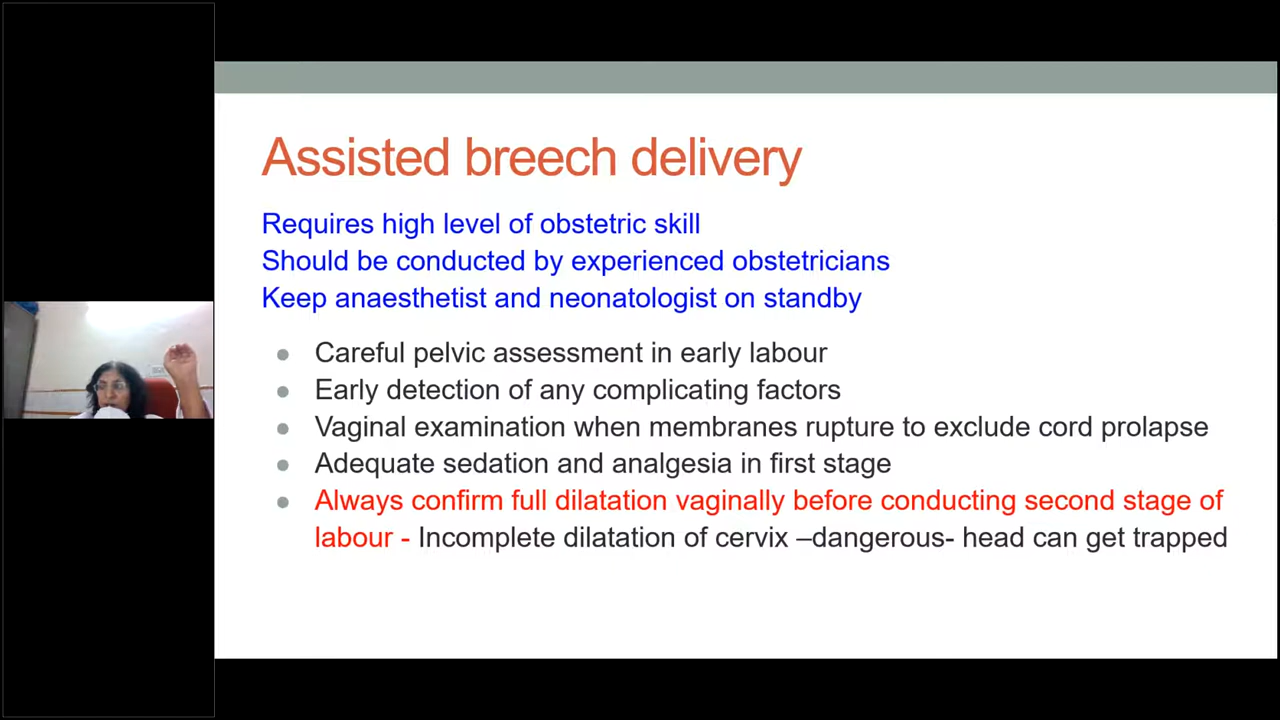 Assisted breech delivery
Requires high level of obstetric skill
Should be conducted by experienced obstetricians
Keep anaesthetist and neonatologist on standby
● Careful pelvic assessment in early labour
● Early detection of any complicating factors
● Vaginal examination when membranes rupture to exclude cord prolapse
● Adequate sedation and analgesia in first stage
● Always confirm full dilatation vaginally before conducting second stage of
labour - Incomplete dilatation of cervix –dangerous- head can get trapped